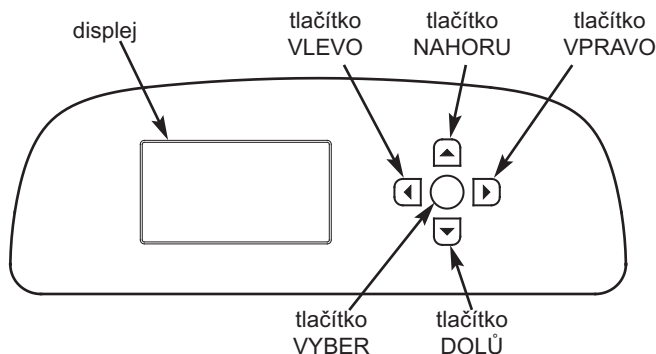 displej
tlačítko
VLEVO
tlačítko
NAHORU
tlačítko
VPRAVO
tlačítko
VYBER
tlačítko
DOLŮ